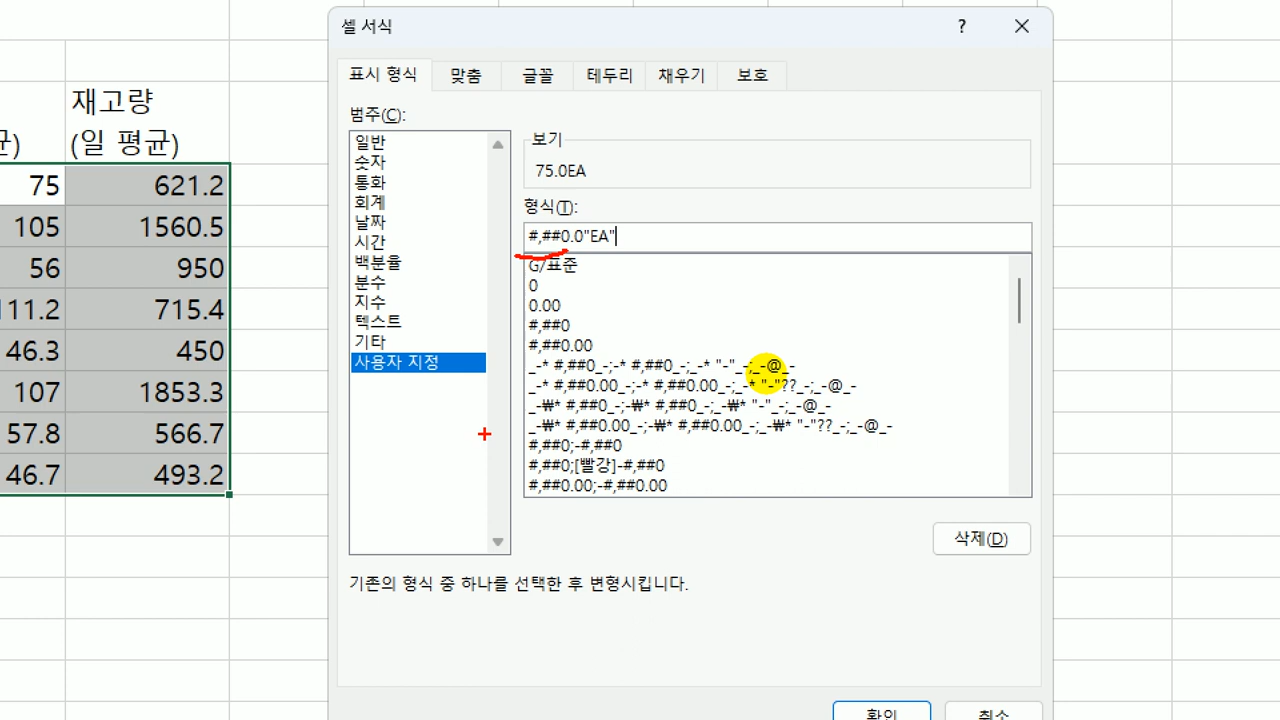 셀 서식
?
표시 형식 맞춤 글꼴 테두리 채우기 보호
범주(C):
일반
숫자
통화
회계
날짜
시간
백분율
분수
지수
텍스트
기타
사용자 지정
보기
75.0EA
형식(T):
#,##0.0"EA"
G/표준
0
0.00
#,##0
#,##0.00
_-* #,##0_-;-* #,##0_-;_-* "-"_-;_-@_-
_-* #,##0.00_-;-* #,##0.00_-;_-* "-"??_-;_-@_-
_-₩* #,##0_-;-₩* #,##0_-;_-₩* "-"_-;_-@_-
_-₩* #,##0.00_-;-₩* #,##0.00_-;_-₩* "-"??_-;_-@_-
#,##0;-#,##0
#,##0;[빨강]-#,##0
#,##0.00;-#,##0.00
삭제(D)
기존의 형식 중 하나를 선택한 후 변형시킵니다.
확인 취소
재고량
(일 평균)
75 621.2
105 1560.5
56 950
111.2 715.4
46.3 450
107 1853.3
57.8 566.7
46.7 493.2